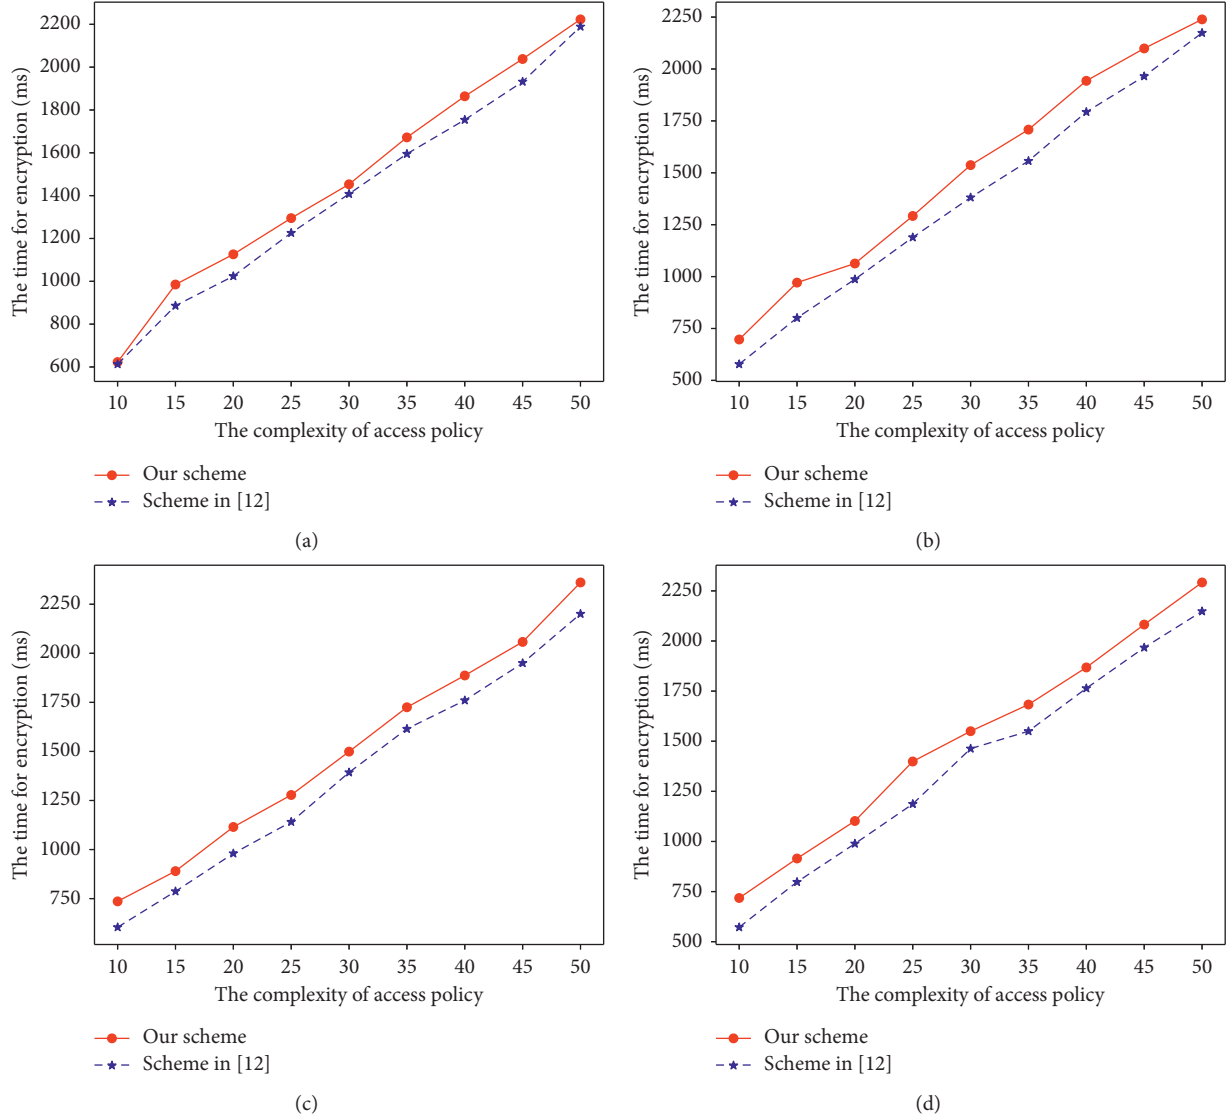 The time for encryption (ms)
2200
2000
1800
1600
1400
1200
1000
800
600
10 15 20 25 30 35 40 45 50
The complexity of access policy
Our scheme
Scheme in [12]
(a)
The time for encryption (ms)
2250
2000
1750
1500
1250
1000
750
500
10 15 20 25 30 35 40 45 50
The complexity of access policy
Our scheme
Scheme in [12]
(b)
The time for encryption (ms)
2250
2000
1750
1500
1250
1000
750
10 15 20 25 30 35 40 45 50
The complexity of access policy
Our scheme
Scheme in [12]
(c)
The time for encryption (ms)
2250
2000
1750
1500
1250
1000
750
500
10 15 20 25 30 35 40 45 50
The complexity of access policy
Our scheme
Scheme in [12]
(d)